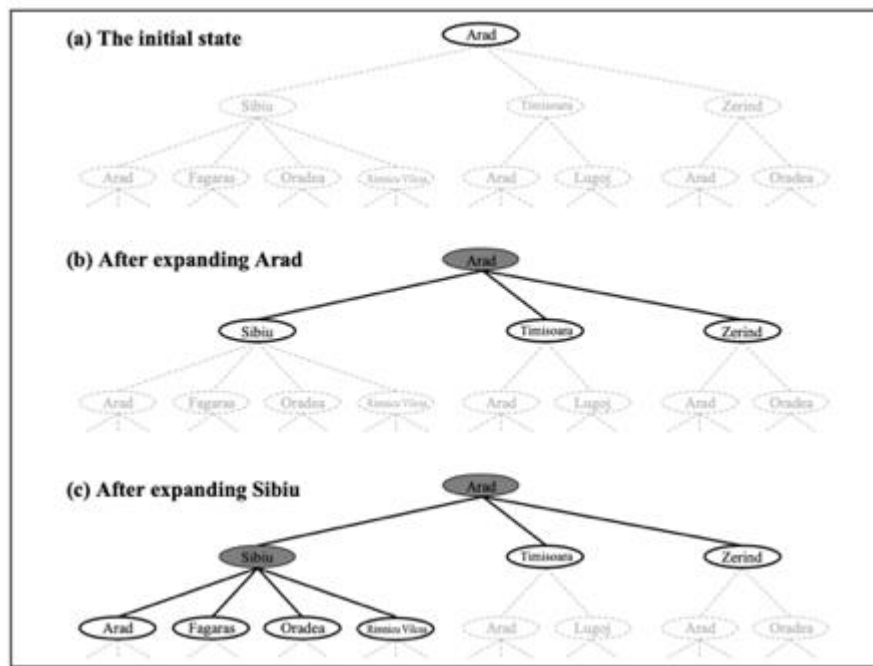 (a) The initial state
Arad
Sibiu Timisoara Zerind
Arad Fagaras Oradea Rimnicu Vilcea Arad Lugoj Arad Oradea
(b) After expanding Arad
Arad
Sibiu Timisoara Zerind
Arad Fagaras Oradea Rimnicu Vilcea Arad Lugoj Arad Oradea
(c) After expanding Sibiu
Arad
Sibiu Timisoara Zerind
Arad Fagaras Oradea Rimnicu Vilcea Arad Lugoj Arad Oradea